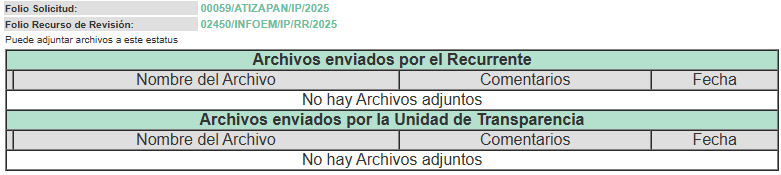 Folio Solicitud: 00059/ATIZAPAN/IP/2025
Folio Recurso de Revisión: 02450/INFOEM/IP/RR/2025
Puede adjuntar archivos a este estatus
Archivos enviados por el Recurrente
Nombre del Archivo Comentarios Fecha
No hay Archivos adjuntos
Archivos enviados por la Unidad de Transparencia
Nombre del Archivo Comentarios Fecha
No hay Archivos adjuntos